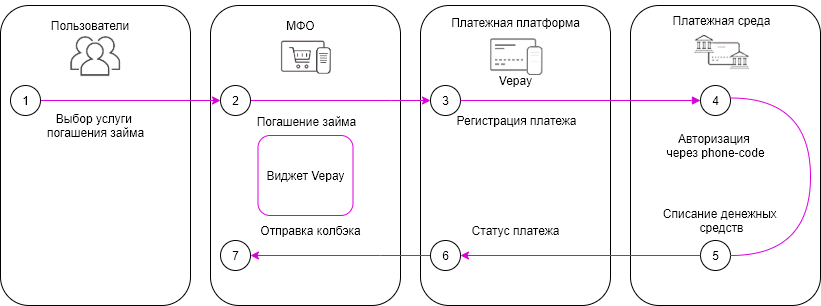 Пользователи
МФО
Платежная платформа
Vepay
Платежная среда
1
2
3
4
Выбор услуги
погашения займа
Погашение займа
Регистрация платежа
Авторизация
через phone-code
Виджет Vepay
Отправка колбэка
Статус платежа
Списание денежных
средств
7
6
5